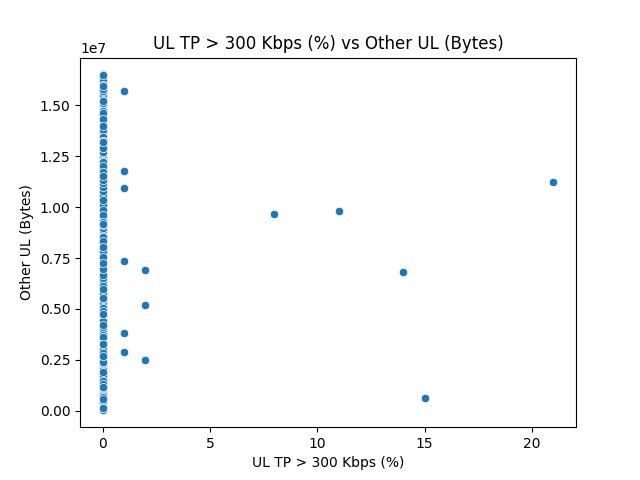 UL TP > 300 Kbps (%) vs Other UL (Bytes)
1e7
1.50
1.25
1.00
0.75
0.50
0.25
0.00
Other UL (Bytes)
0 5 10 15 20
UL TP > 300 Kbps (%)